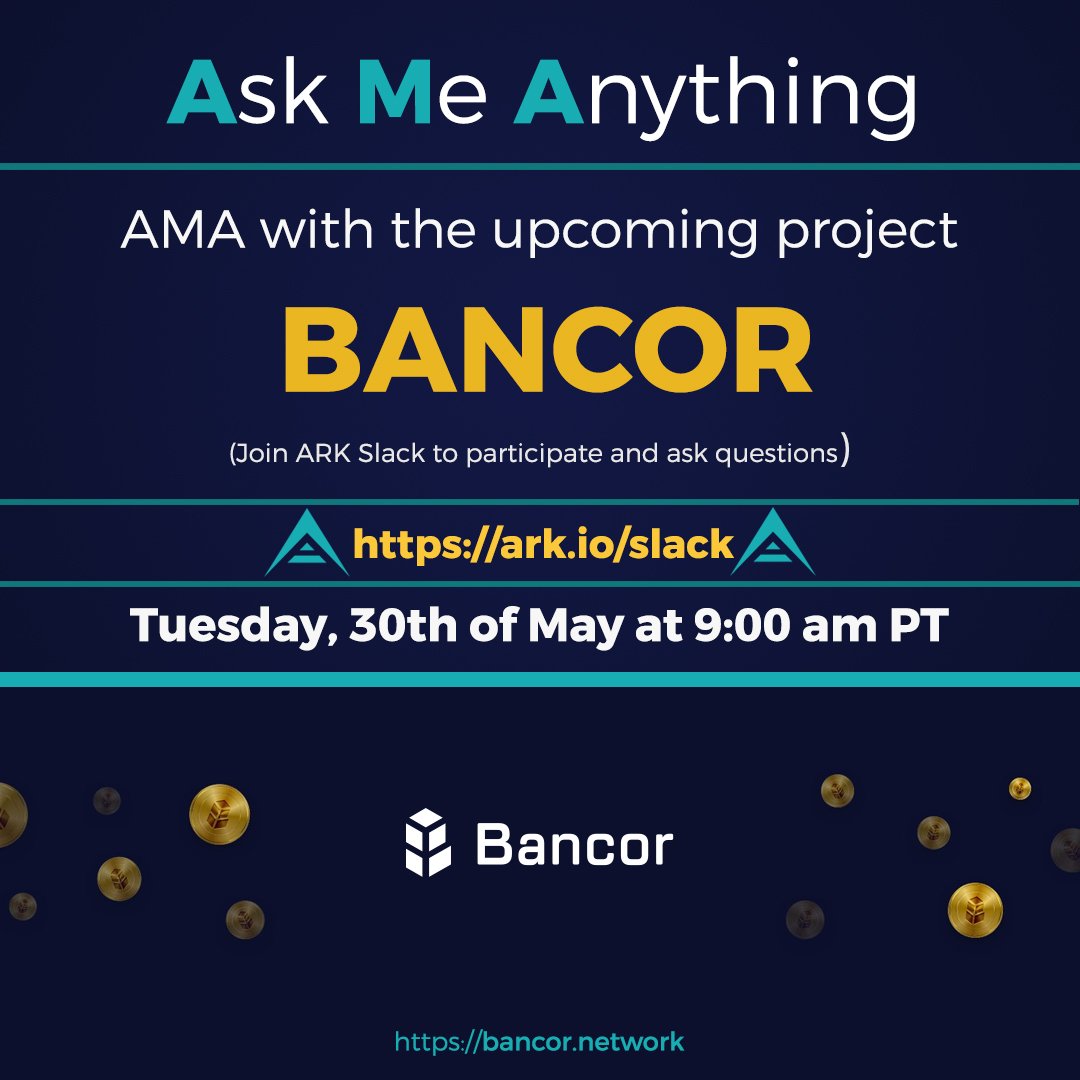 Ask Me Anything
AMA with the upcoming project
BANCOR
(Join ARK Slack to participate and ask questions)
https://ark.io/slack
Tuesday, 30th of May at 9:00 am PT
Bancor
https://bancor.network